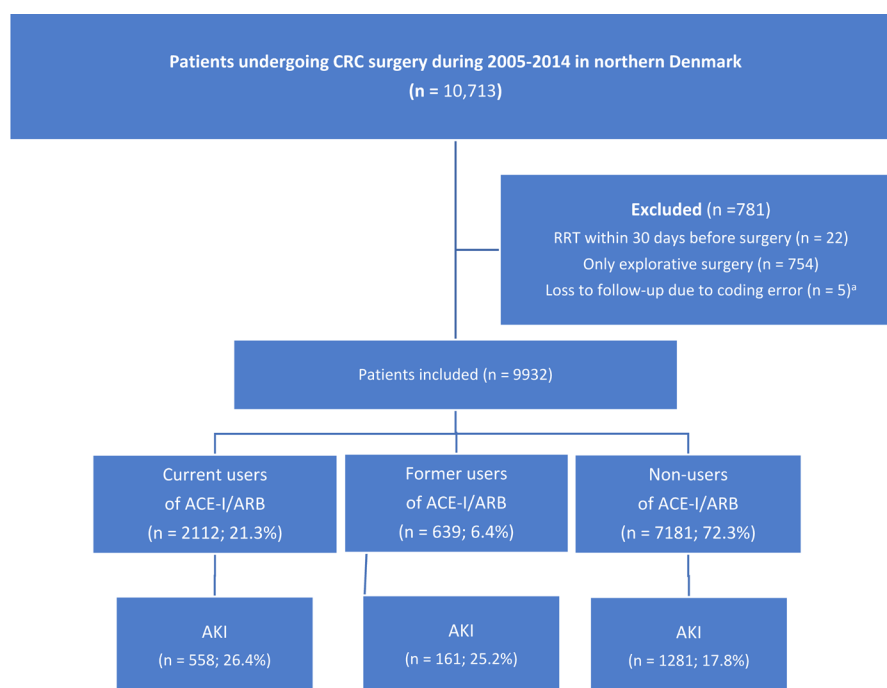 Patients undergoing CRC surgery during 2005-2014 in northern Denmark
(n = 10,713)
Excluded (n =781)
RRT within 30 days before surgery (n = 22)
Only explorative surgery (n = 754)
Loss to follow-up due to coding error (n = 5)ᵃ
Patients included (n = 9932)
Current users
of ACE-I/ARB
(n = 2112; 21.3%)
Former users
of ACE-I/ARB
(n = 639; 6.4%)
Non-users
of ACE-I/ARB
(n = 7181; 72.3%)
AKI
(n = 558; 26.4%)
AKI
(n = 161; 25.2%)
AKI
(n = 1281; 17.8%)